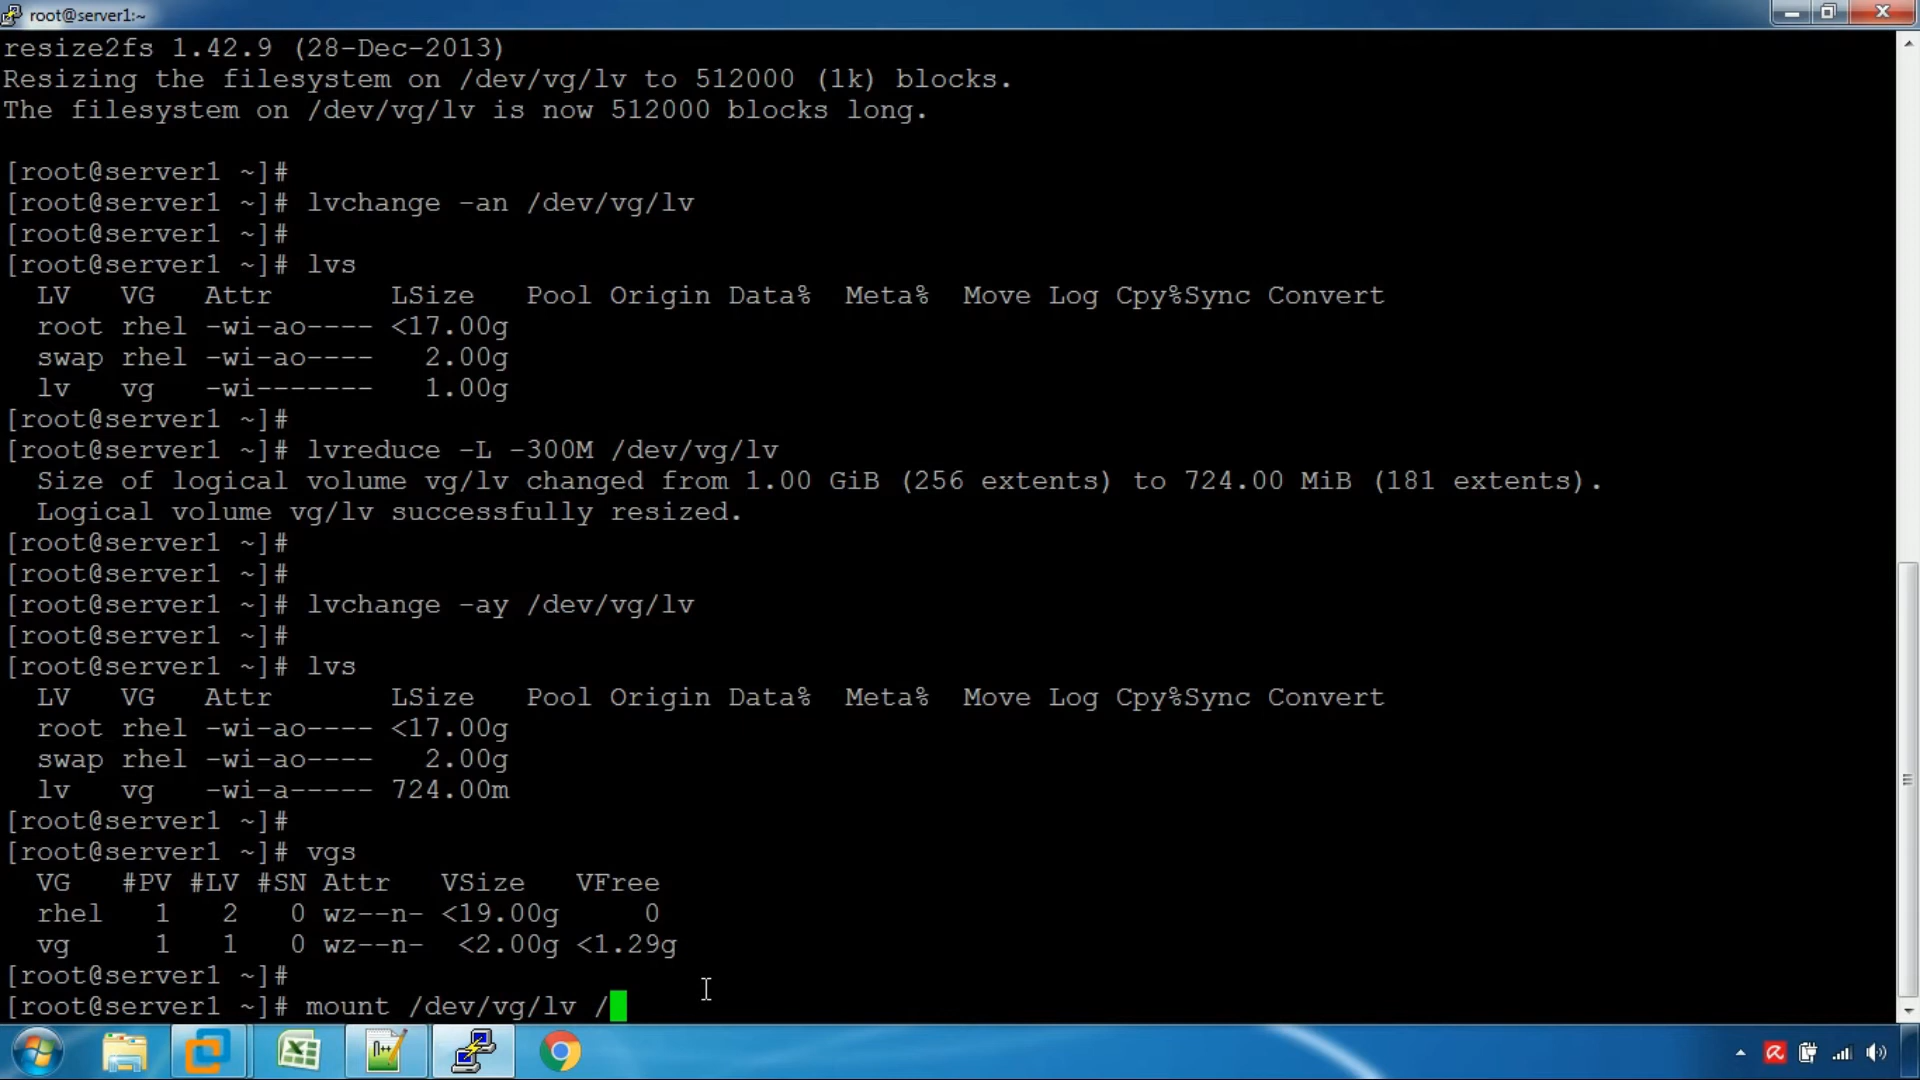 root@server1:~
resize2fs 1.42.9 (28-Dec-2013)
Resizing the filesystem on /dev/vg/lv to 512000 (1k) blocks.
The filesystem on /dev/vg/lv is now 512000 blocks long.
[root@server1 ~]#
[root@server1 ~]# lvchange -an /dev/vg/lv
[root@server1 ~]#
[root@server1 ~]# lvs
  LV   VG   Attr       LSize   Pool Origin Data%  Meta%  Move Log Cpy%Sync Convert
  root rhel -wi-ao---- <17.00g
  swap rhel -wi-ao----   2.00g
  lv   vg   -wi-------   1.00g
[root@server1 ~]#
[root@server1 ~]# lvreduce -L -300M /dev/vg/lv
  Size of logical volume vg/lv changed from 1.00 GiB (256 extents) to 724.00 MiB (181 extents).
  Logical volume vg/lv successfully resized.
[root@server1 ~]#
[root@server1 ~]#
[root@server1 ~]# lvchange -ay /dev/vg/lv
[root@server1 ~]#
[root@server1 ~]# lvs
  LV   VG   Attr       LSize   Pool Origin Data%  Meta%  Move Log Cpy%Sync Convert
  root rhel -wi-ao---- <17.00g
  swap rhel -wi-ao----   2.00g
  lv   vg   -wi-a----- 724.00m
[root@server1 ~]#
[root@server1 ~]# vgs
  VG   #PV #LV #SN Attr   VSize   VFree
  rhel   1   2   0 wz--n- <19.00g     0
  vg     1   1   0 wz--n-  <2.00g <1.29g
[root@server1 ~]#
[root@server1 ~]# mount /dev/vg/lv /